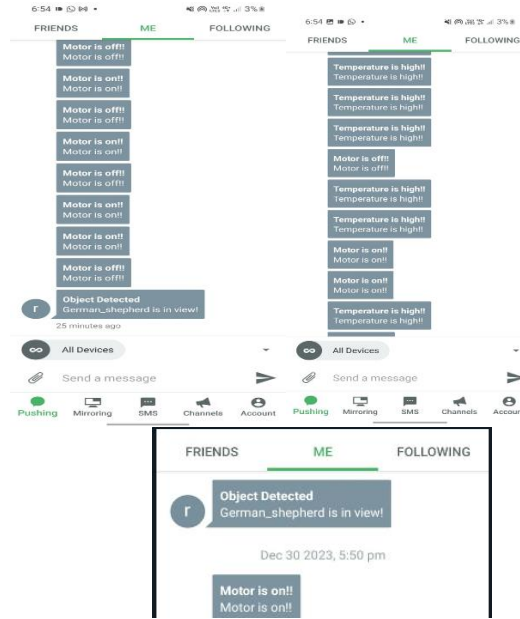 6:54
3%
FRIENDS ME FOLLOWING
Motor is off!!
Motor is off!!
Motor is on!!
Motor is on!!
Motor is off!!
Motor is off!!
Motor is on!!
Motor is on!!
Motor is off!!
Motor is off!!
Motor is on!!
Motor is on!!
Motor is on!!
Motor is on!!
Motor is off!!
Motor is off!!
r
Object Detected
German_shepherd is in view!
25 minutes ago
All Devices
Send a message
Pushing Mirroring SMS Channels Account
6:54
3%
FRIENDS ME FOLLOWING
Temperature is high!!
Temperature is high!!
Temperature is high!!
Temperature is high!!
Temperature is high!!
Temperature is high!!
Motor is off!!
Motor is off!!
Temperature is high!!
Temperature is high!!
Temperature is high!!
Temperature is high!!
Motor is on!!
Motor is on!!
Motor is on!!
Motor is on!!
Temperature is high!!
Temperature is high!!
All Devices
Send a message
Pushing Mirroring SMS Channels Accoun
FRIENDS ME FOLLOWING
r
Object Detected
German_shepherd is in view!
Dec 30 2023, 5:50 pm
Motor is on!!
Motor is on!!